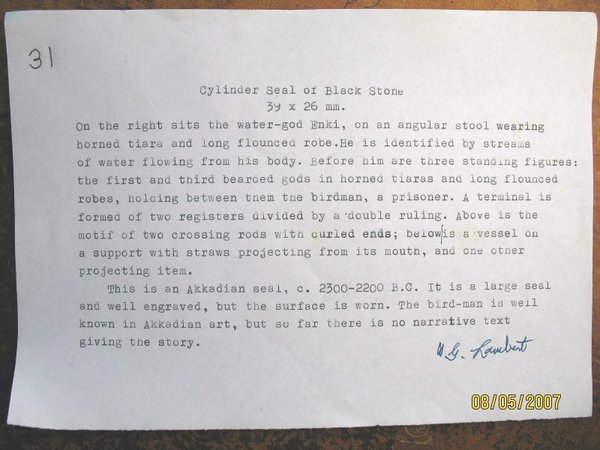 31
Cylinder Seal of Black Stone
39 x 26 mm.
On the right sits the water-god Enki, on an angular stool wearing
horned tiara and long flounced robe.He is identified by streams
of water flowing from his body. Before him are three standing figures:
the first and third bearded gods in horned tiaras and long flounced
robes, holding between them the birdman, a prisoner. A terminal is
formed of two registers divided by a double ruling. Above is the
motif of two crossing rods with curled ends; below is a vessel on
a support with straws projecting from its mouth, and one other
projecting item.
This is an Akkadian seal, c. 2300-2200 B.C. It is a large seal
and well engraved, but the surface is worn. The bird-man is well
known in Akkadian art, but so far there is no narrative text
giving the story.
W. G. Lambert
08/05/2007